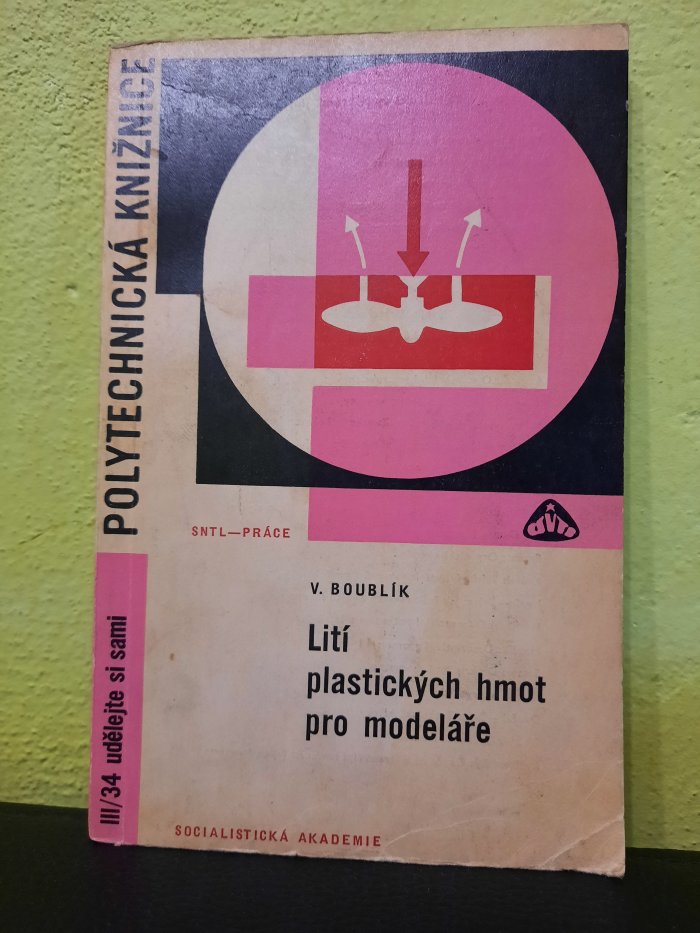 POLYTECHNICKÁ KNIŽNICE
III/34 udělejte si sami
SNTL—PRÁCE
V. BOUBLÍK
Lití
plastických hmot
pro modeláře
SOCIALISTICKÁ AKADEMIE